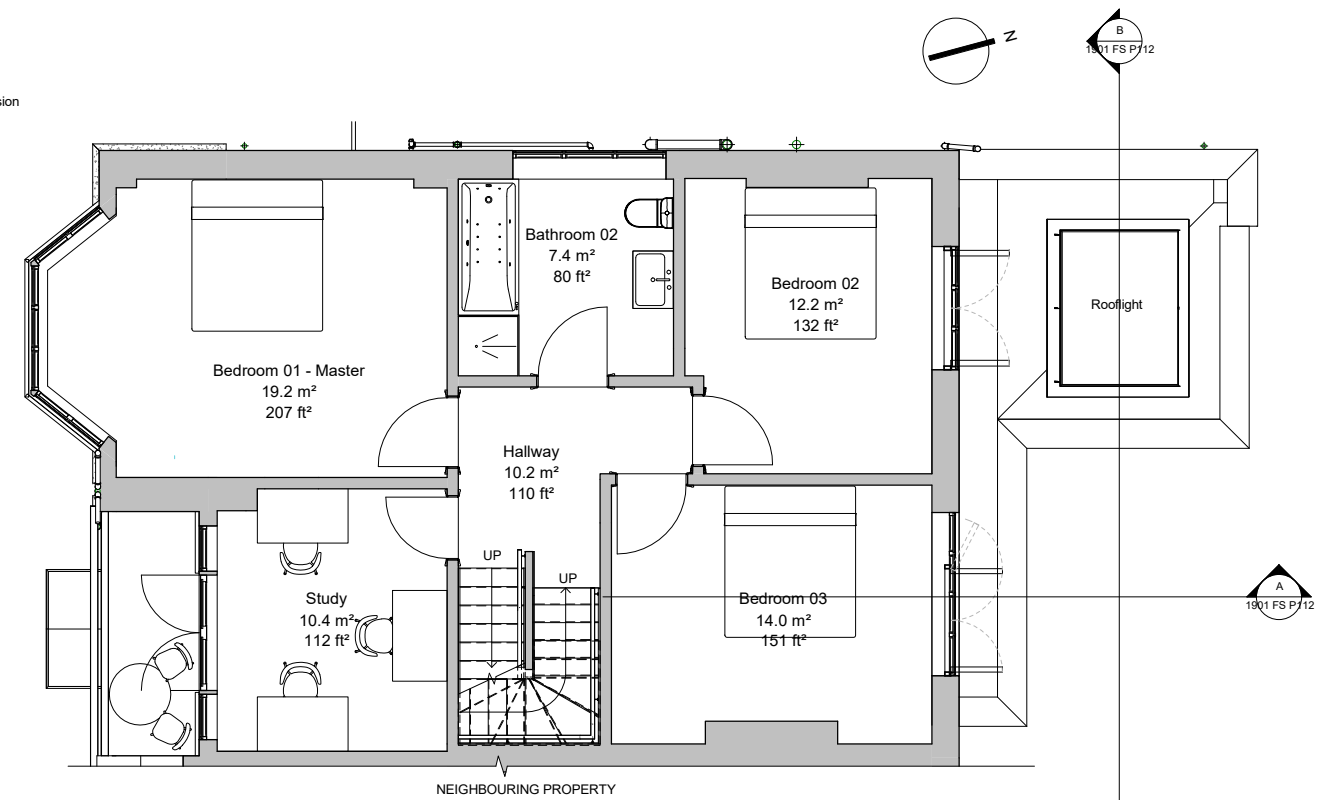 N
B
1901 FS P112
sion
Bathroom 02
7.4 m²
80 ft²
Bedroom 02
12.2 m²
132 ft²
Rooflight
Bedroom 01 - Master
19.2 m²
207 ft²
Hallway
10.2 m²
110 ft²
UP
UP
Study
10.4 m²
112 ft²
Bedroom 03
14.0 m²
151 ft²
A
1901 FS P112
NEIGHBOURING PROPERTY